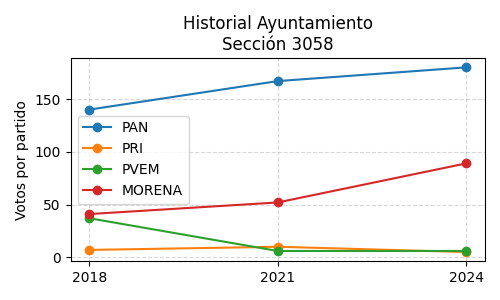 Historial Ayuntamiento
Sección 3058
Votos por partido
150
100
50
0
PAN
PRI
PVEM
MORENA
2018 2021 2024